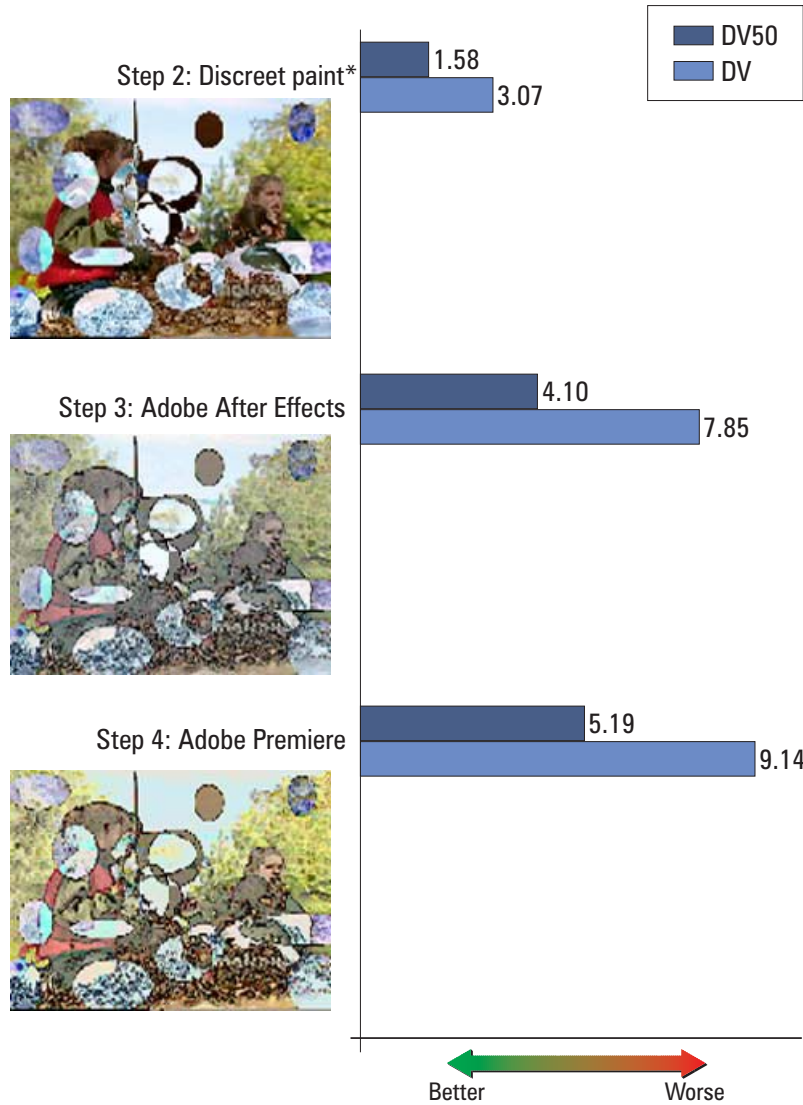 DV50
DV
Step 2: Discreet paint*
1.58
3.07
Step 3: Adobe After Effects
4.10
7.85
Step 4: Adobe Premiere
5.19
9.14
Better
Worse